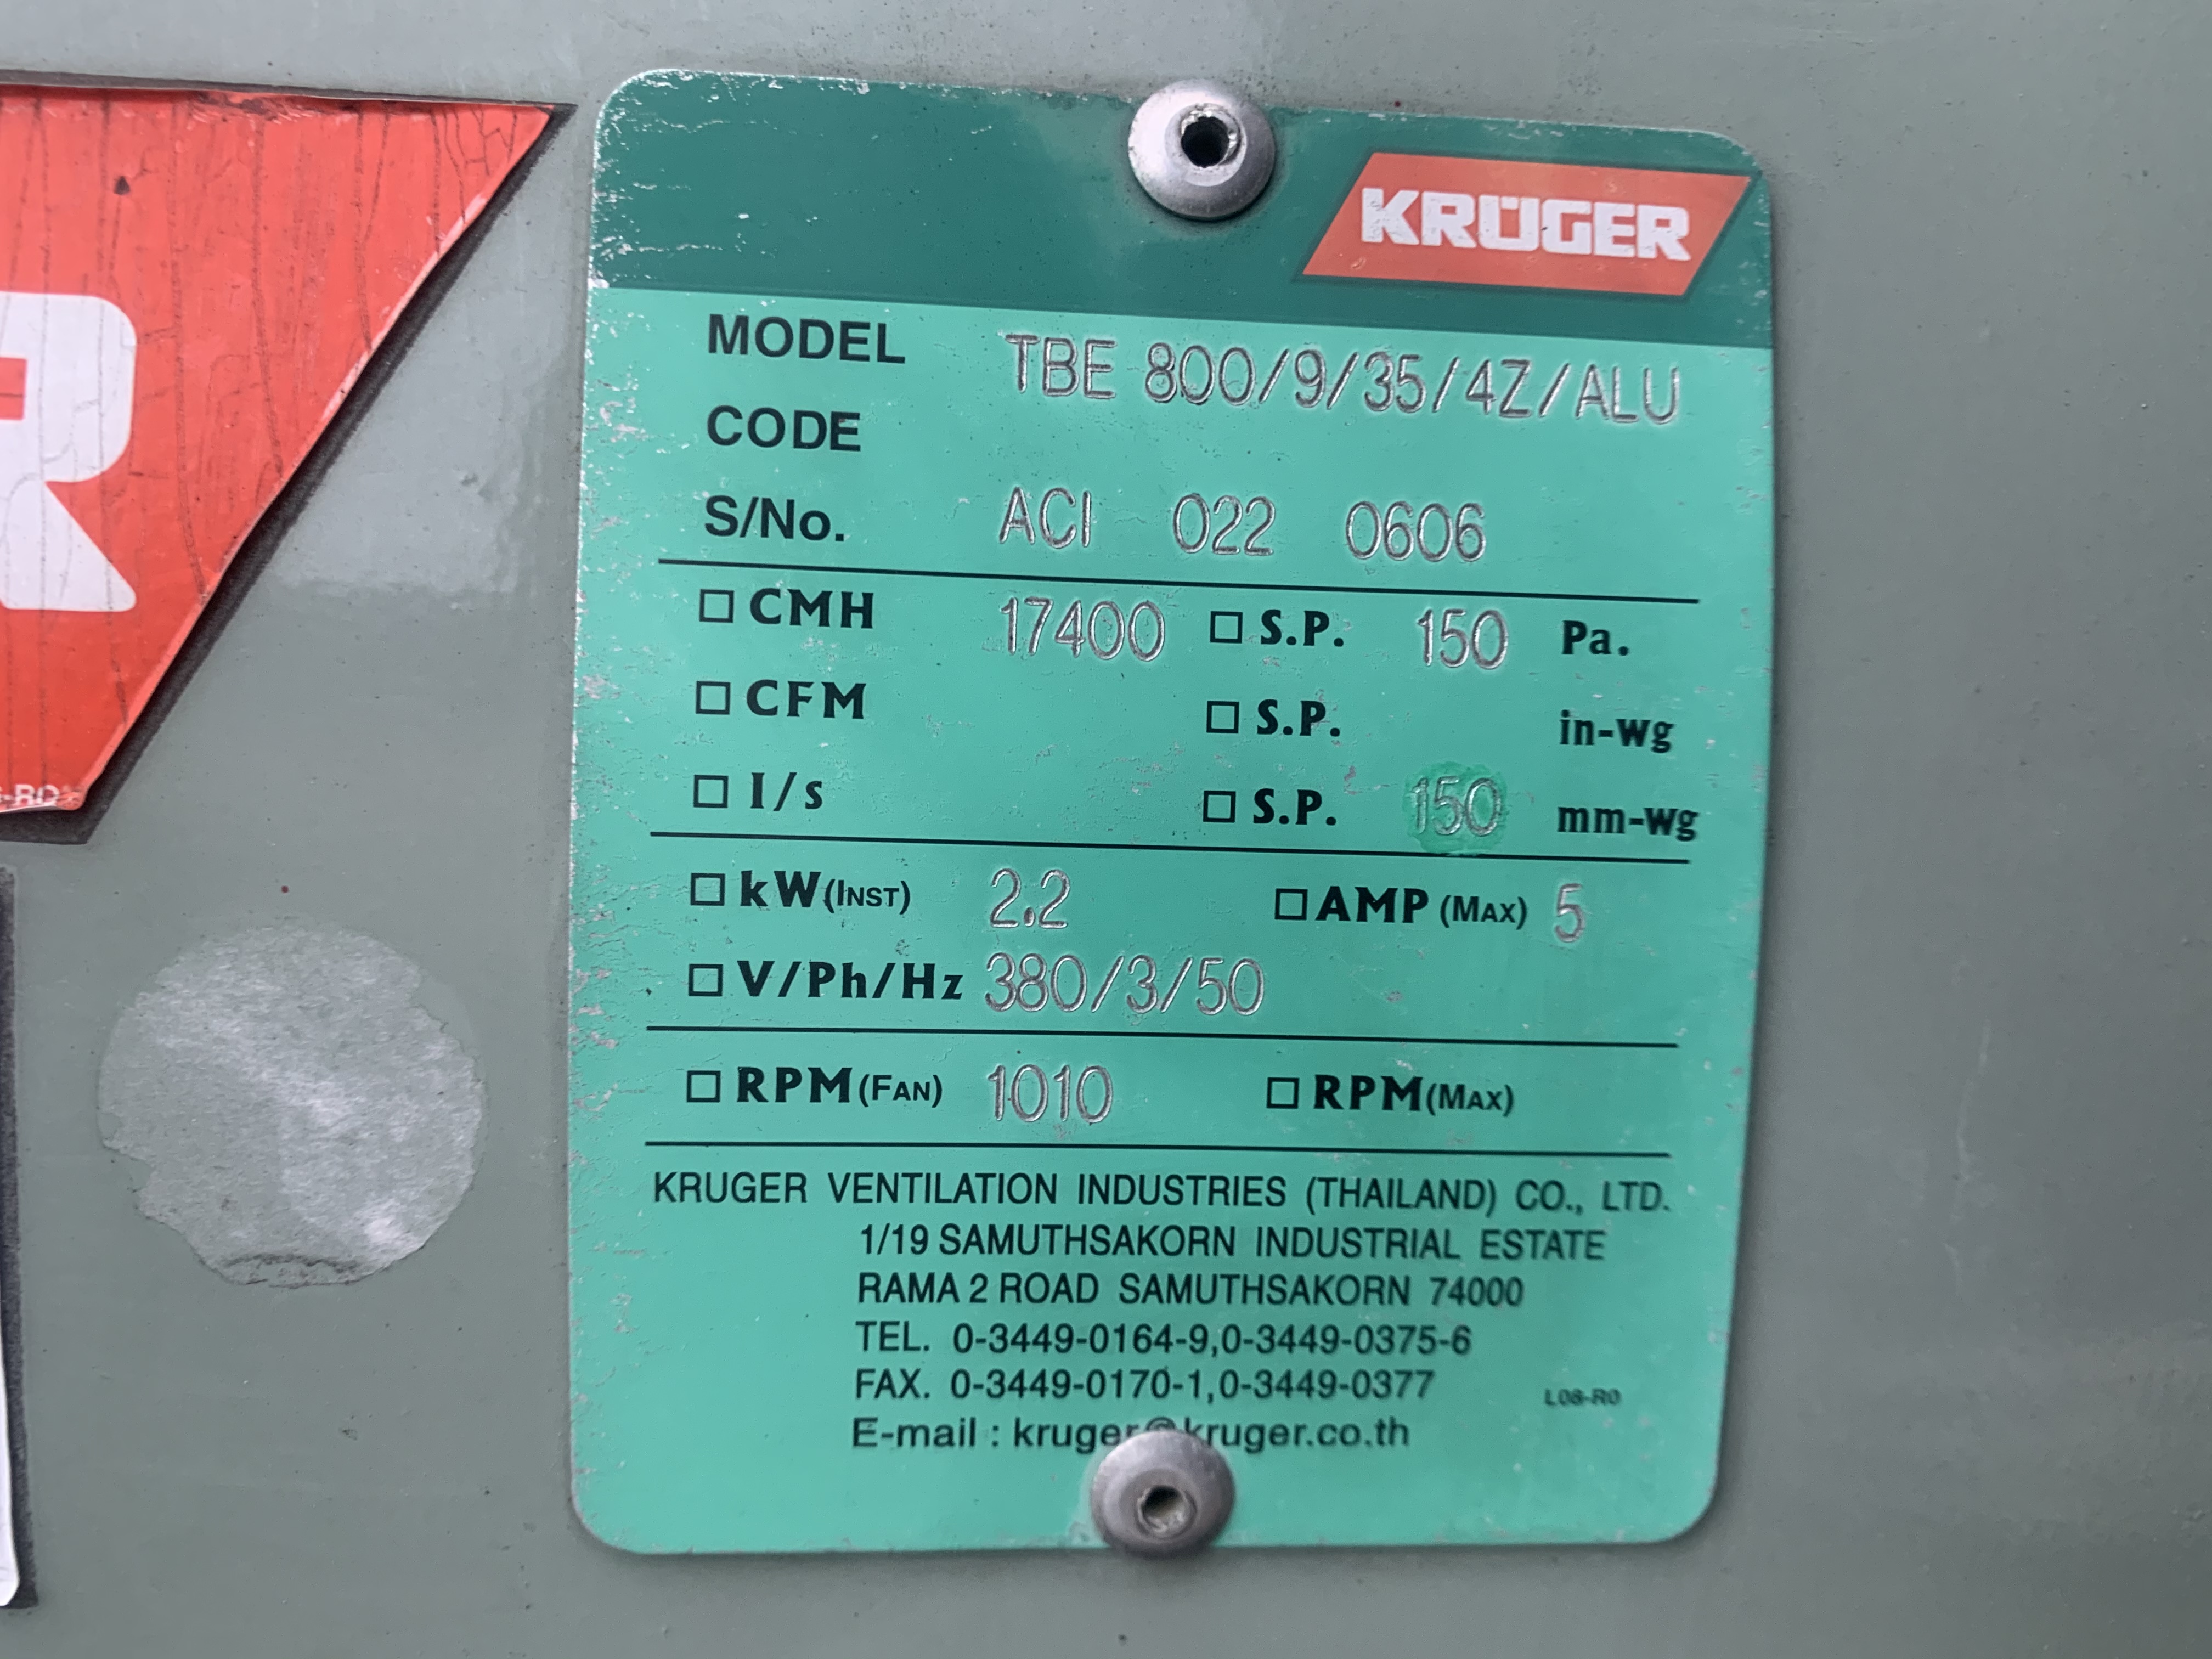 R
KRÜGER
MODEL TBE 800/9/35/4Z/ALU
CODE
S/No. ACI 022 0606
CMH 17400 S.P. 150 Pa.
CFM S.P. in-wg
l/s S.P. 150 mm-wg
kW (INST) 2.2 AMP (MAX) 5
V/Ph/Hz 380/3/50
RPM (FAN) 1010 RPM (MAX)
KRUGER VENTILATION INDUSTRIES (THAILAND) CO., LTD.
1/19 SAMUTHSAKORN INDUSTRIAL ESTATE
RAMA 2 ROAD SAMUTHSAKORN 74000
TEL. 0-3449-0164-9,0-3449-0375-6
FAX. 0-3449-0170-1,0-3449-0377
L08-R0
E-mail : kruger@kruger.co.th